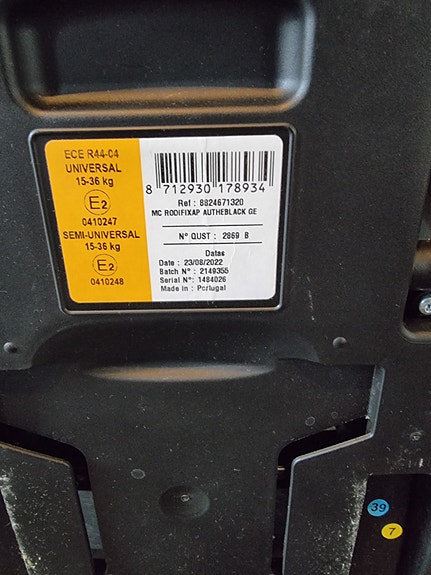 ECE R44-04
UNIVERSAL
15-36 kg
E2
0410247
SEMI-UNIVERSAL
15-36 kg
E2
0410248
8 712930 178934
Ref : 8824671320
MC RODIFIXAP AUTHEBLACK GE
N° QUST : 2869 B
Datas
Date : 23/08/2022
Batch N° : 2149355
Serial N°: 1484026
Made in : Portugal
39
7